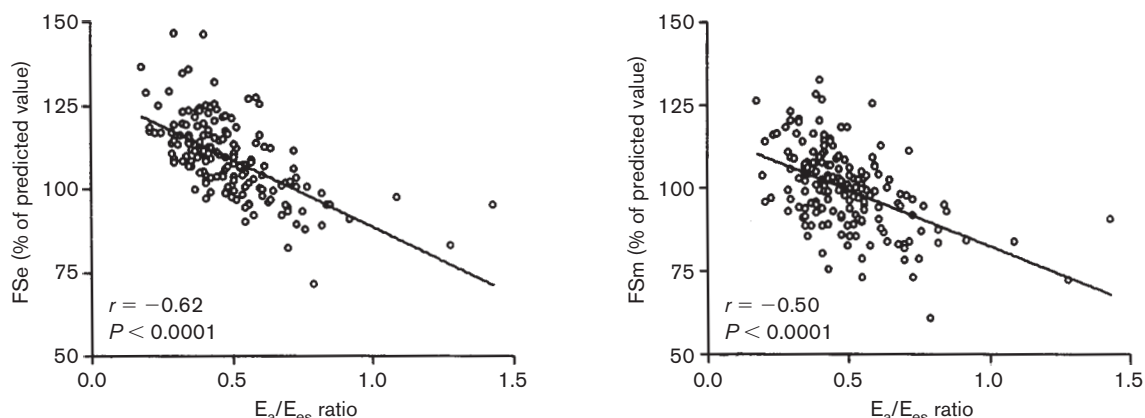 150
125
100
75
50
FSe (% of predicted value)
r = −0.62
P < 0.0001
0.0 0.5 1.0 1.5
Ea/Ees ratio
150
125
100
75
50
FSm (% of predicted value)
r = −0.50
P < 0.0001
0.0 0.5 1.0 1.5
Ea/Ees ratio